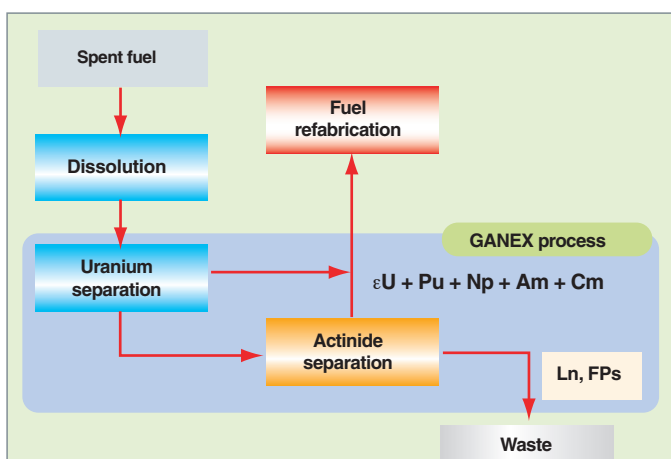 Spent fuel
Fuel
refabrication
Dissolution
GANEX process
Uranium
separation
εU + Pu + Np + Am + Cm
Actinide
separation
Ln, FPs
Waste